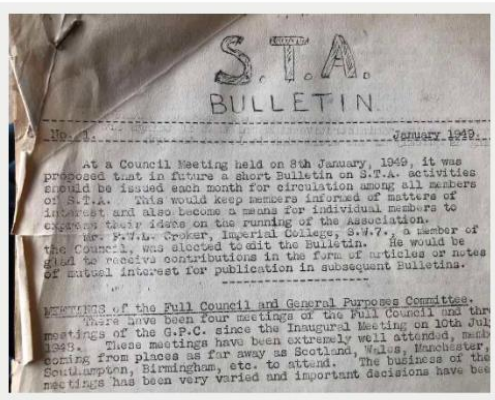 S.T.A.
BULLETIN
No. 1. January 1949.
At a Council Meeting held on 8th January, 1949, it was
proposed that in future a short Bulletin on S.T.A. activities
should be issued each month for circulation among all members
of S.T.A. This would keep members informed of matters of
interest and also become a means for individual members to
express their ideas on the running of the Association.
Mr. F.W.L. Croker, Imperial College, S.W.7., a member of
the Council, was elected to edit the Bulletin. He would be
glad to receive contributions in the form of articles or notes
of mutual interest for publication in subsequent Bulletins.
MEETINGS of the Full Council and General Purposes Committee.
There have been four meetings of the Full Council and thre
meetings of the G.P.C. since the Inaugural Meeting on 10th July
1948. These meetings have been extremely well attended, memb
coming from places as far away as Scotland, Wales, Manchester,
Southampton, Birmingham, etc. to attend. The business of the
meetings has been very varied and important decisions have bee